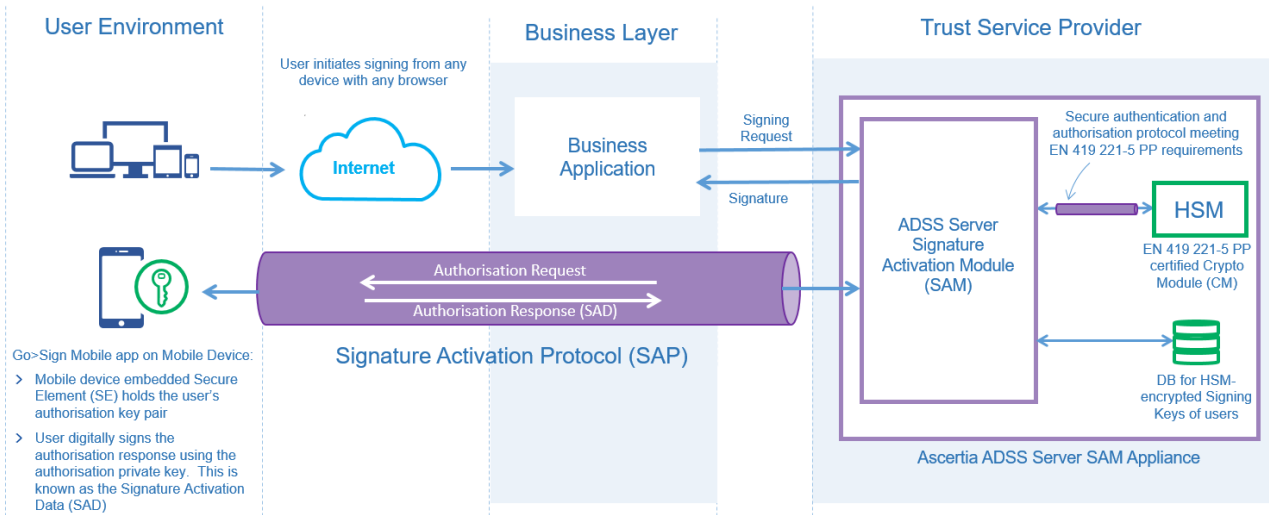 User Environment
Business Layer
Trust Service Provider
User initiates signing from any
device with any browser
Internet
Business
Application
Signing
Request
Signature
Secure authentication and
authorisation protocol meeting
EN 419 221-5 PP requirements
ADSS Server
Signature
Activation Module
(SAM)
HSM
EN 419 221-5 PP
certified Crypto
Module (CM)
Authorisation Request
Authorisation Response (SAD)
Signature Activation Protocol (SAP)
Go>Sign Mobile app on Mobile Device:
> Mobile device embedded Secure
Element (SE) holds the user's
authorisation key pair
> User digitally signs the
authorisation response using the
authorisation private key. This is
known as the Signature Activation
Data (SAD)
DB for HSM-
encrypted Signing
Keys of users
Ascertia ADSS Server SAM Appliance